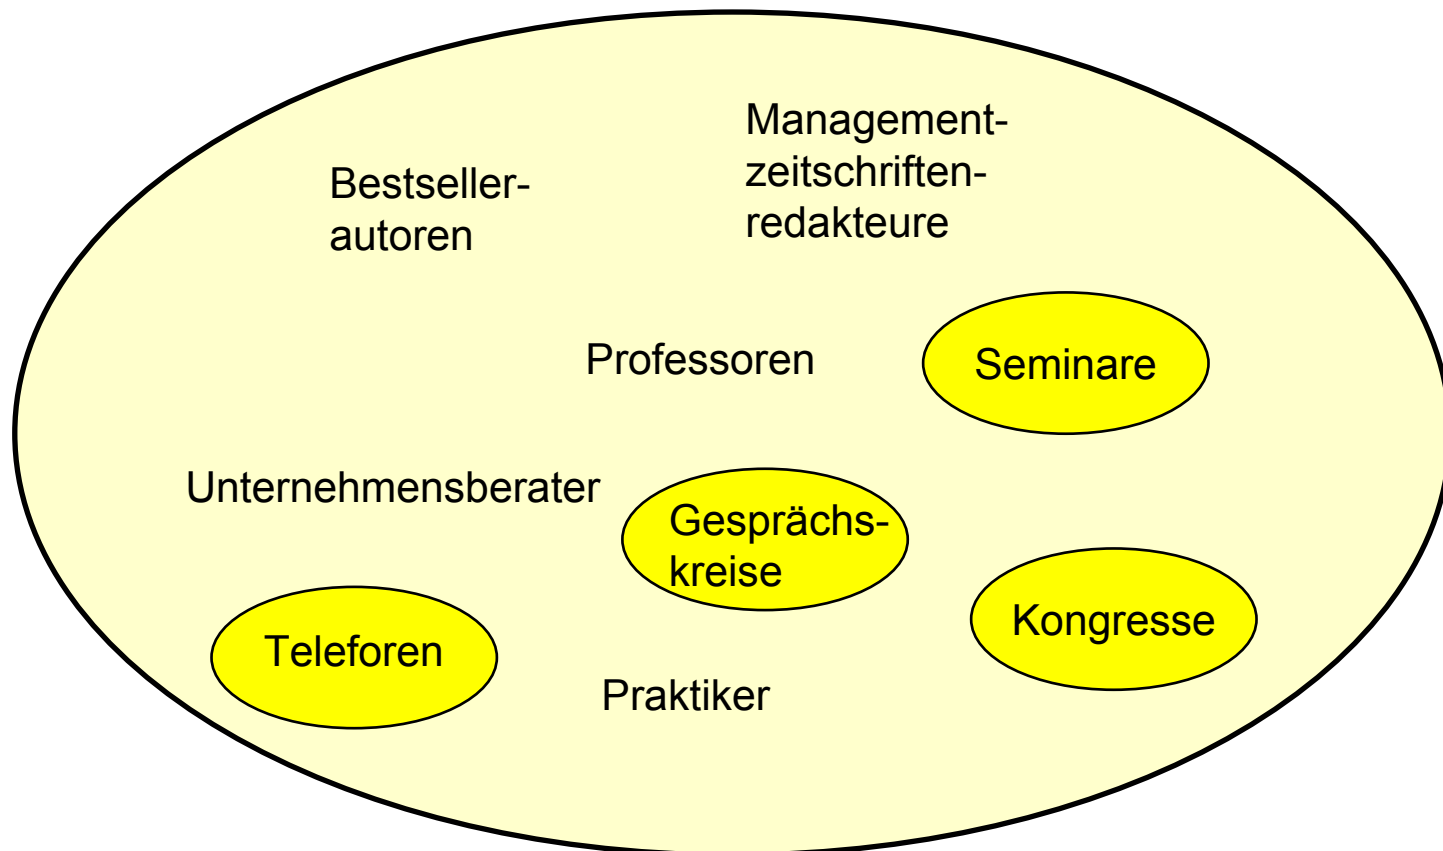 Management-
zeitschriften-
redakteure
Bestseller-
autoren
Professoren
Seminare
Unternehmensberater
Gesprächs-
kreise
Kongresse
Teleforen
Praktiker